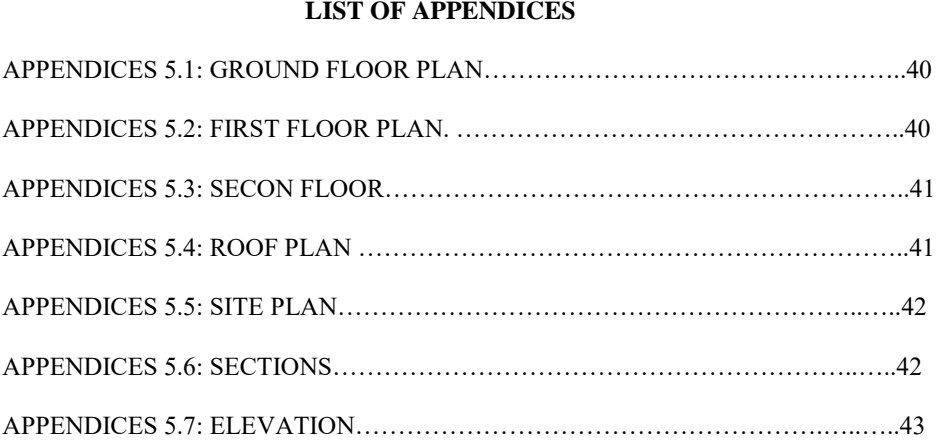 LIST OF APPENDICES
APPENDICES 5.1: GROUND FLOOR PLAN……………………………………………..40
APPENDICES 5.2: FIRST FLOOR PLAN. ………………………………………………..40
APPENDICES 5.3: SECON FLOOR………………………………………………………..41
APPENDICES 5.4: ROOF PLAN …………………………………………………………..41
APPENDICES 5.5: SITE PLAN………………………………………………………..…..42
APPENDICES 5.6: SECTIONS………………………………………………………..…..42
APPENDICES 5.7: ELEVATION……………………………………………………..…..43